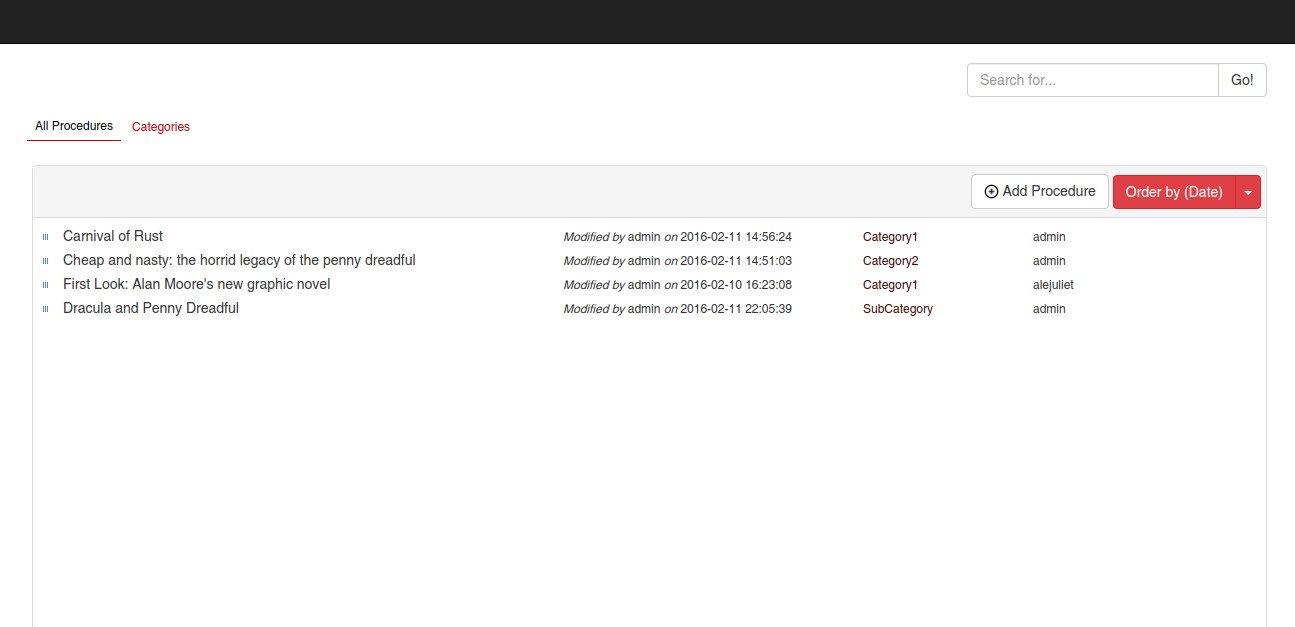 Search for... Go!
All Procedures Categories
Add Procedure Order by (Date)
Carnival of Rust Modified by admin on 2016-02-11 14:56:24 Category1 admin
Cheap and nasty: the horrid legacy of the penny dreadful Modified by admin on 2016-02-11 14:51:03 Category2 admin
First Look: Alan Moore's new graphic novel Modified by admin on 2016-02-10 16:23:08 Category1 alejuliet
Dracula and Penny Dreadful Modified by admin on 2016-02-11 22:05:39 SubCategory admin